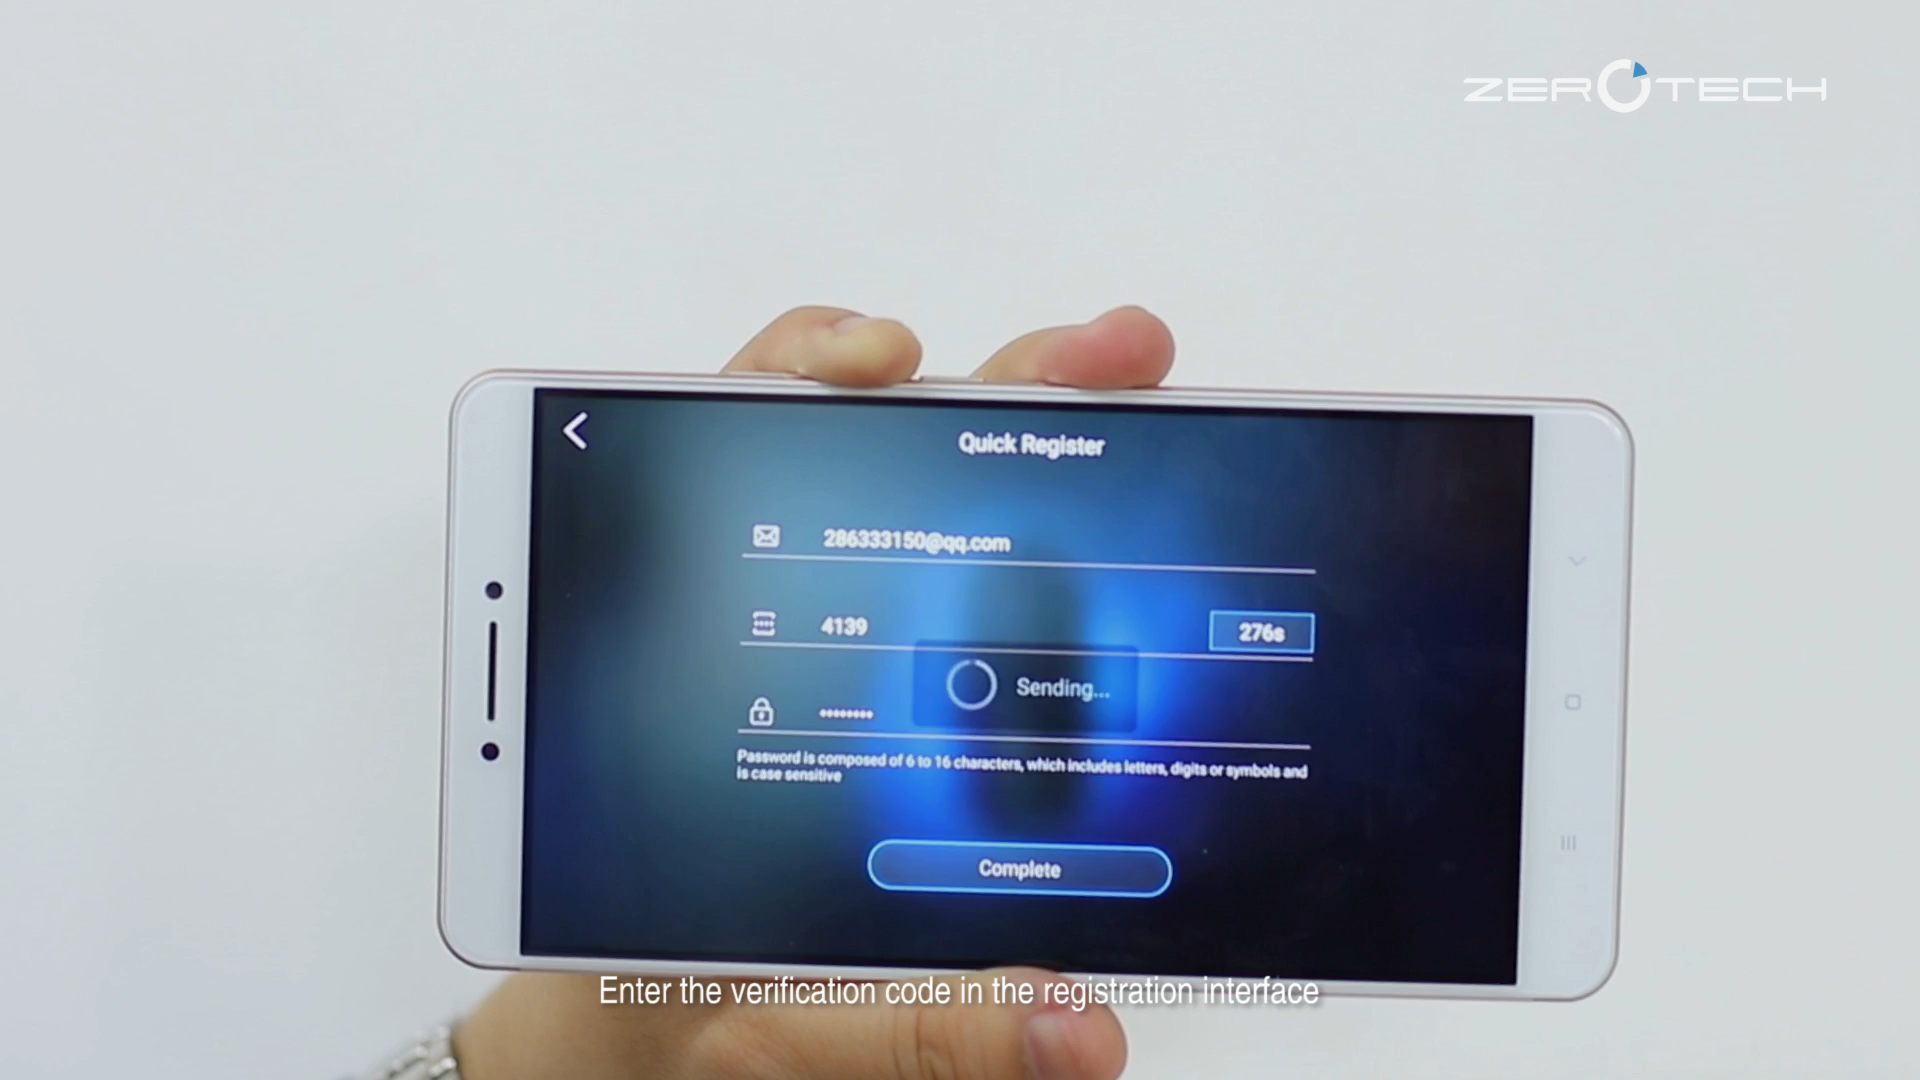 ZEROTECH
Quick Register
286333150@qq.com
4139
276s
Sending...
Password is composed of 6 to 16 characters, which includes letters, digits or symbols and
is case sensitive
Complete
Enter the verification code in the registration interface